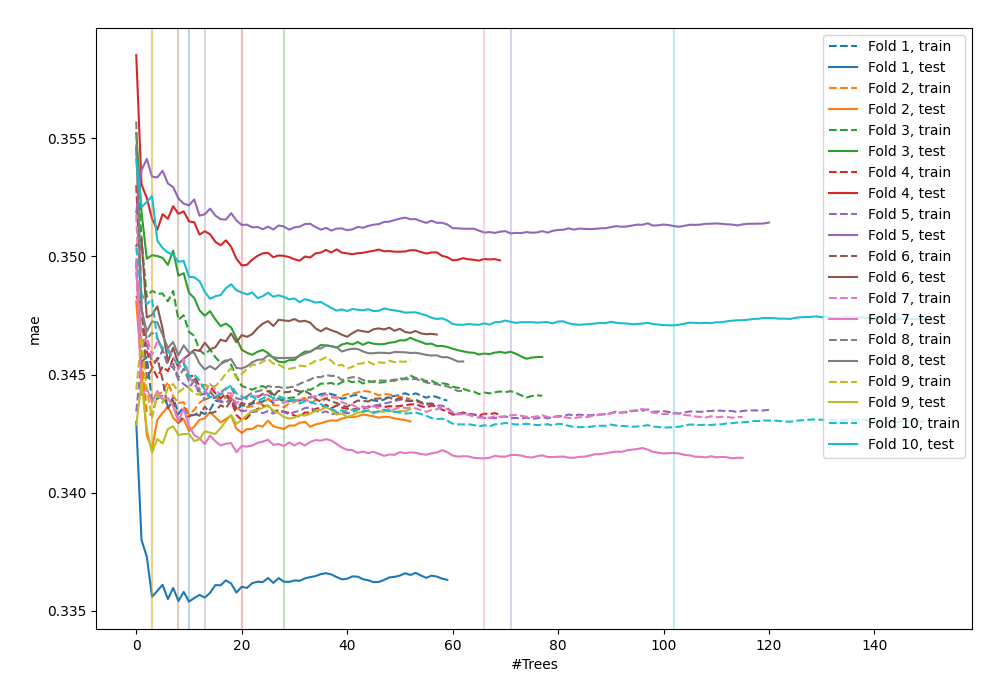 0.355
0.350
0.345
0.340
0.335
mae
0
20
40
60
80
100
120
140
#Trees
Fold 1, train
Fold 1, test
Fold 2, train
Fold 2, test
Fold 3, train
Fold 3, test
Fold 4, train
Fold 4, test
Fold 5, train
Fold 5, test
Fold 6, train
Fold 6, test
Fold 7, train
Fold 7, test
Fold 8, train
Fold 8, test
Fold 9, train
Fold 9, test
Fold 10, train
Fold 10, test